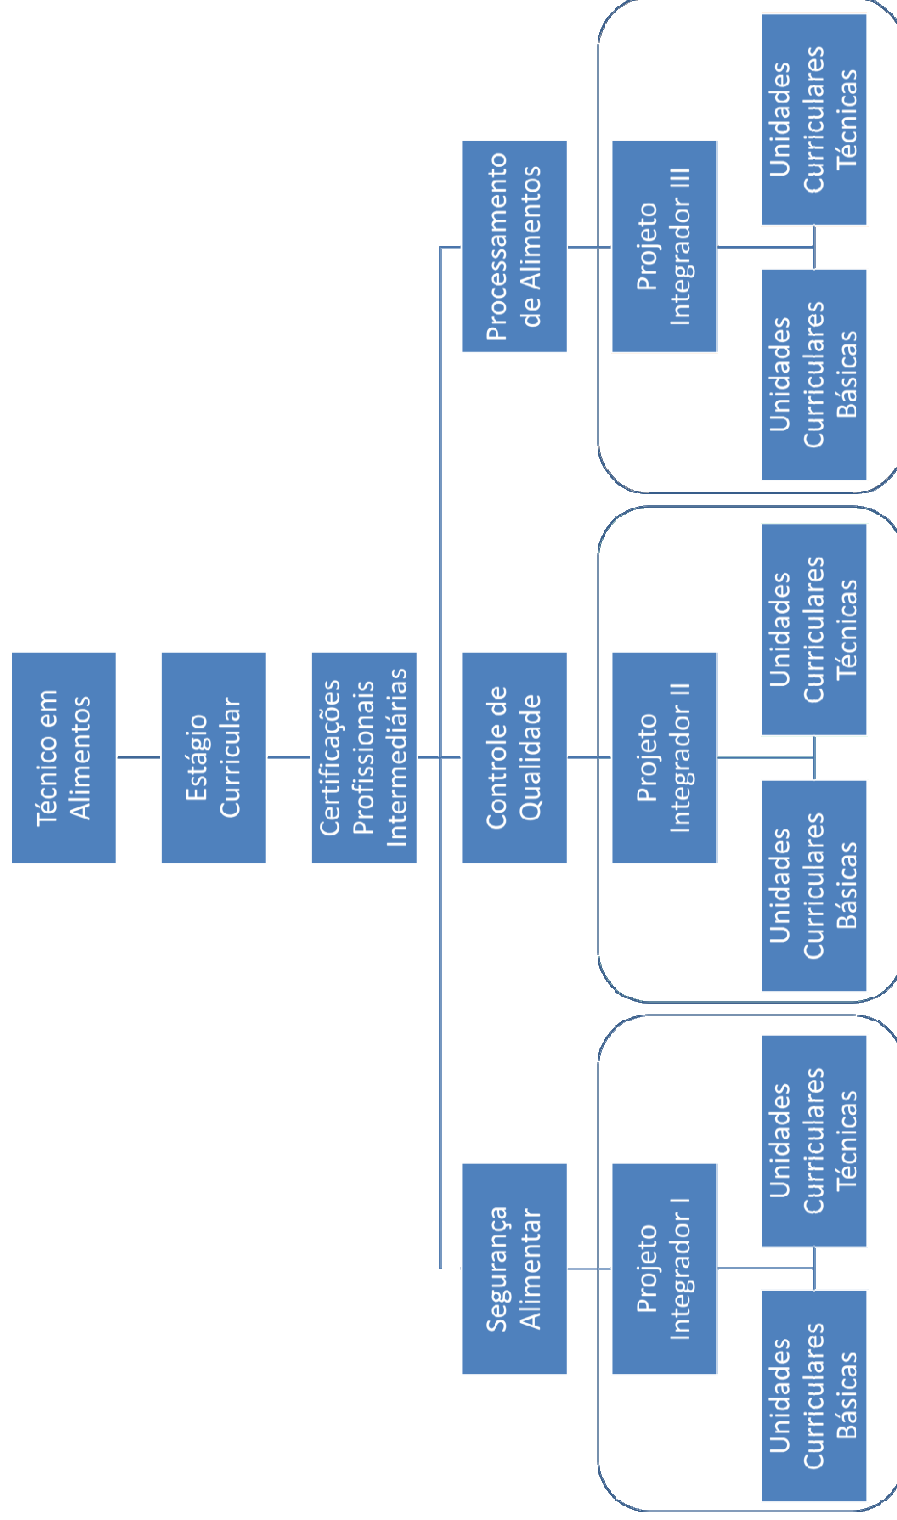 Técnico em
Alimentos
Estágio
Curricular
Certificações
Profissionais
Intermediárias
Segurança
Alimentar
Controle de
Qualidade
Processamento
de Alimentos
Projeto
Integrador I
Projeto
Integrador II
Projeto
Integrador III
Unidades
Curriculares
Básicas
Unidades
Curriculares
Técnicas
Unidades
Curriculares
Básicas
Unidades
Curriculares
Técnicas
Unidades
Curriculares
Básicas
Unidades
Curriculares
Técnicas